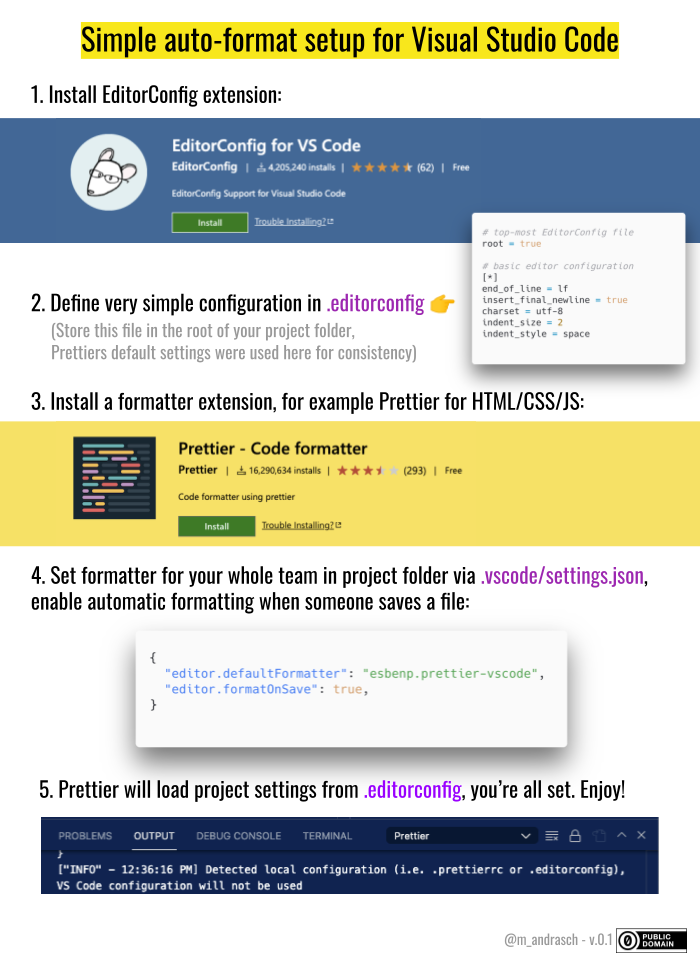 Simple auto-format setup for Visual Studio Code
1. Install EditorConfig extension:
EditorConfig for VS Code
EditorConfig | 4,205,240 installs | (62) | Free
EditorConfig Support for Visual Studio Code
Install Trouble Installing?
# top-most EditorConfig file
root = true
# basic editor configuration
[*]
end_of_line = lf
insert_final_newline = true
charset = utf-8
indent_size = 2
indent_style = space
2. Define very simple configuration in .editorconfig 👉
(Store this file in the root of your project folder,
Prettiers default settings were used here for consistency)
3. Install a formatter extension, for example Prettier for HTML/CSS/JS:
Prettier - Code formatter
Prettier | 16,290,634 installs | (293) | Free
Code formatter using prettier
Install Trouble Installing?
4. Set formatter for your whole team in project folder via .vscode/settings.json,
enable automatic formatting when someone saves a file:
{
"editor.defaultFormatter": "esbenp.prettier-vscode",
"editor.formatOnSave": true,
}
5. Prettier will load project settings from .editorconfig, you're all set. Enjoy!
PROBLEMS OUTPUT DEBUG CONSOLE TERMINAL Prettier
}
["INFO" - 12:36:16 PM] Detected local configuration (i.e. .prettierrc or .editorconfig),
VS Code configuration will not be used
@m_andrasch - v.0.1 PUBLIC
DOMAIN